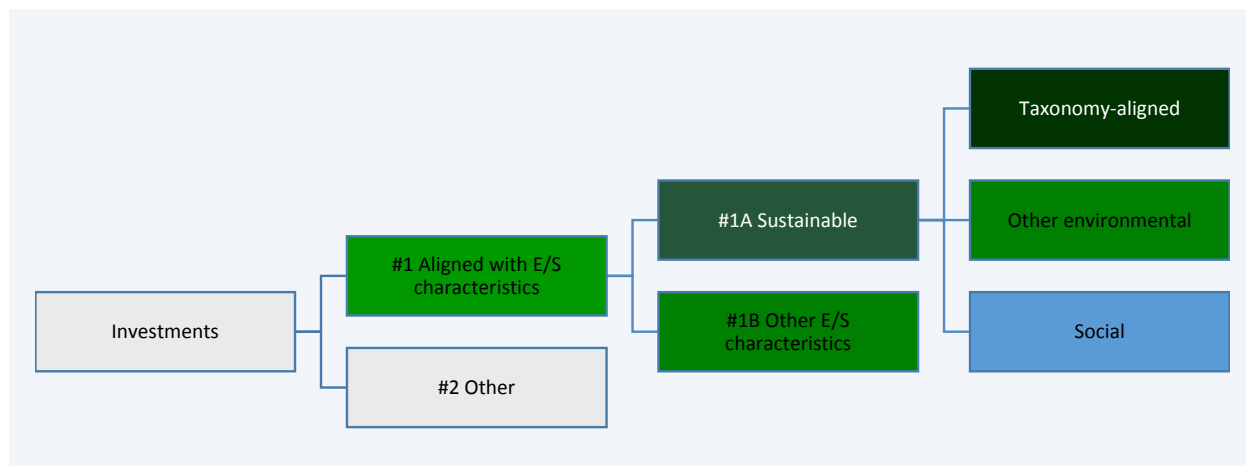 Investments
#1 Aligned with E/S
characteristics
#2 Other
#1A Sustainable
#1B Other E/S
characteristics
Taxonomy-aligned
Other environmental
Social